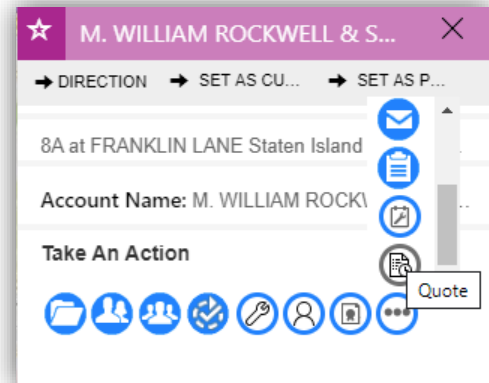 M. WILLIAM ROCKWELL & S...
DIRECTION SET AS CU... SET AS P...
8A at FRANKLIN LANE Staten Island
Account Name: M. WILLIAM ROCK
Take An Action
Quote